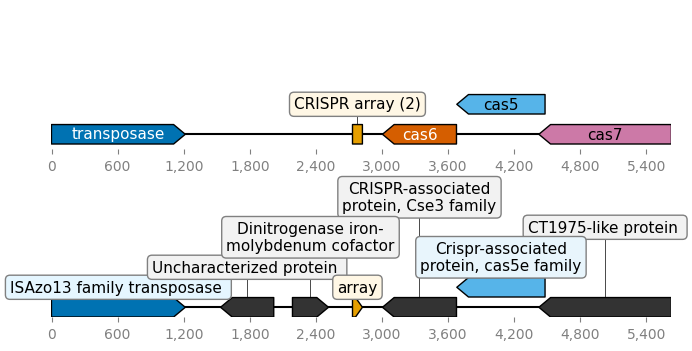 CRISPR array (2)
cas5
transposase
cas6
cas7
0 600 1,200 1,800 2,400 3,000 3,600 4,200 4,800 5,400
CRISPR-associated
protein, Cse3 family
CT1975-like protein
Dinitrogenase iron-
molybdenum cofactor
Crispr-associated
protein, cas5e family
Uncharacterized protein
ISAzo13 family transposase
array
0 600 1,200 1,800 2,400 3,000 3,600 4,200 4,800 5,400